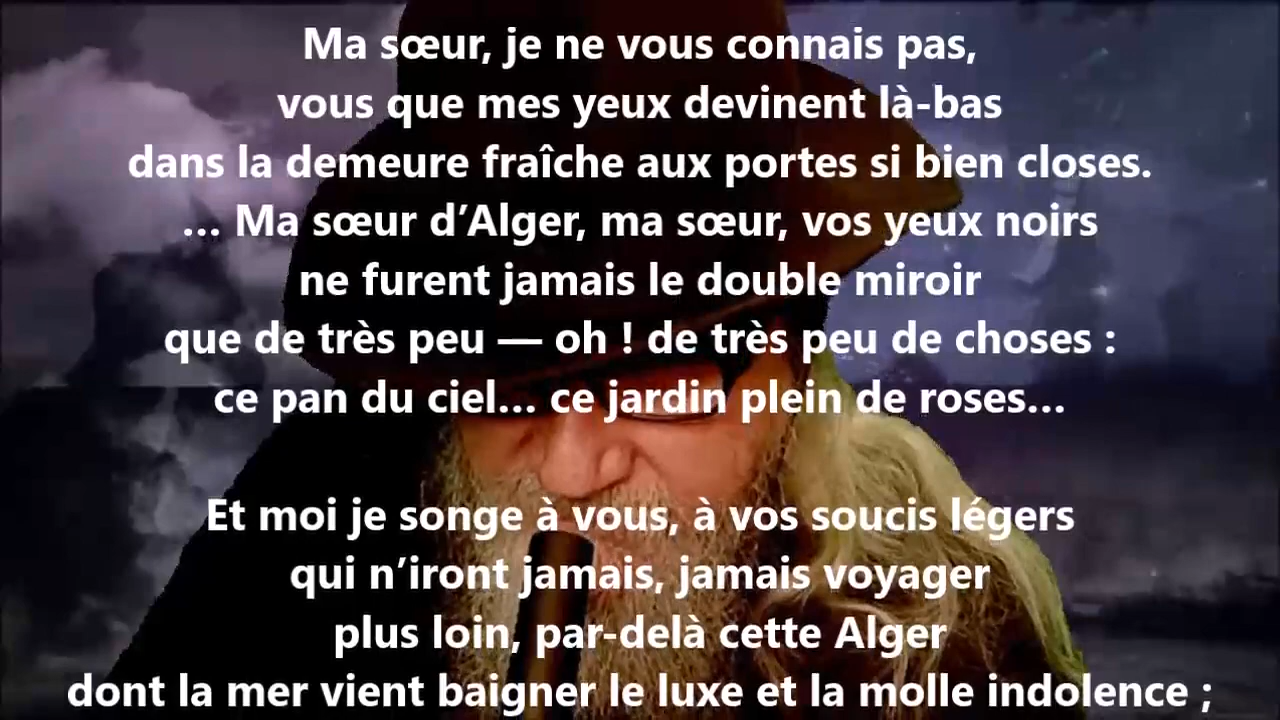 Ma sœur, je ne vous connais pas,
vous que mes yeux devinent là-bas
dans la demeure fraîche aux portes si bien closes.
... Ma sœur d’Alger, ma sœur, vos yeux noirs
ne furent jamais le double miroir
que de très peu — oh ! de très peu de choses :
ce pan du ciel... ce jardin plein de roses...
Et moi je songe à vous, à vos soucis légers
qui n’iront jamais, jamais voyager
plus loin, par-delà cette Alger
dont la mer vient baigner le luxe et la molle indolence ;